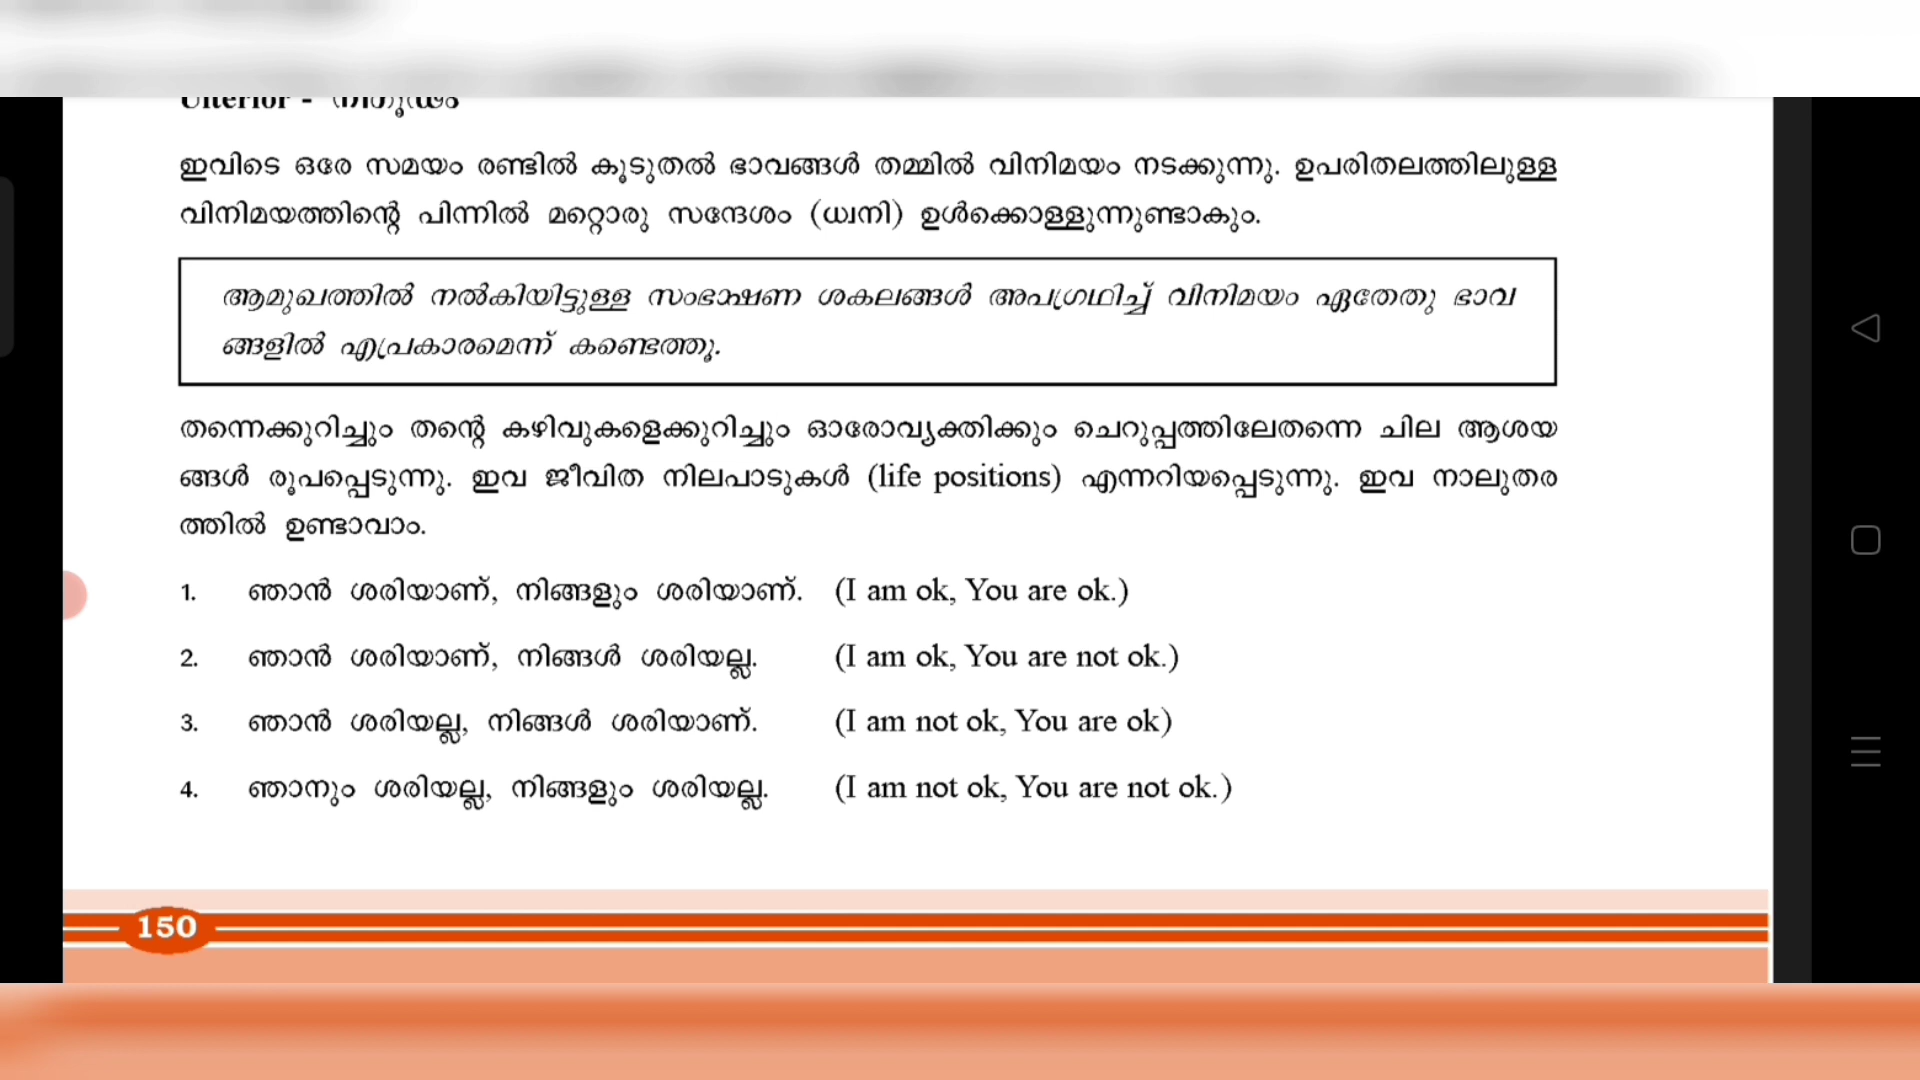 Ulterior - നിഗൂഢം
ഇവിടെ ഒരേ സമയം രണ്ടിൽ കൂടുതൽ ഭാവങ്ങൾ തമ്മിൽ വിനിമയം നടക്കുന്നു. ഉപരിതലത്തിലുള്ള
വിനിമയത്തിന്റെ പിന്നിൽ മറ്റൊരു സന്ദേശം (ധ്വനി) ഉൾക്കൊള്ളുന്നുണ്ടാകും.
ആമുഖത്തിൽ നൽകിയിട്ടുള്ള സംഭാഷണ ശകലങ്ങൾ അപഗ്രഥിച്ച് വിനിമയം ഏതേതു ഭാവ
ങ്ങളിൽ എപ്രകാരമെന്ന് കണ്ടെത്തൂ.
തന്നെക്കുറിച്ചും തന്റെ കഴിവുകളെക്കുറിച്ചും ഓരോവ്യക്തിക്കും ചെറുപ്പത്തിലേതന്നെ ചില ആശയ
ങ്ങൾ രൂപപ്പെടുന്നു. ഇവ ജീവിത നിലപാടുകൾ (life positions) എന്നറിയപ്പെടുന്നു. ഇവ നാലുതര
ത്തിൽ ഉണ്ടാവാം.
1. ഞാൻ ശരിയാണ്, നിങ്ങളും ശരിയാണ്. (I am ok, You are ok.)
2. ഞാൻ ശരിയാണ്, നിങ്ങൾ ശരിയല്ല. (I am ok, You are not ok.)
3. ഞാൻ ശരിയല്ല, നിങ്ങൾ ശരിയാണ്. (I am not ok, You are ok)
4. ഞാനും ശരിയല്ല, നിങ്ങളും ശരിയല്ല. (I am not ok, You are not ok.)
150